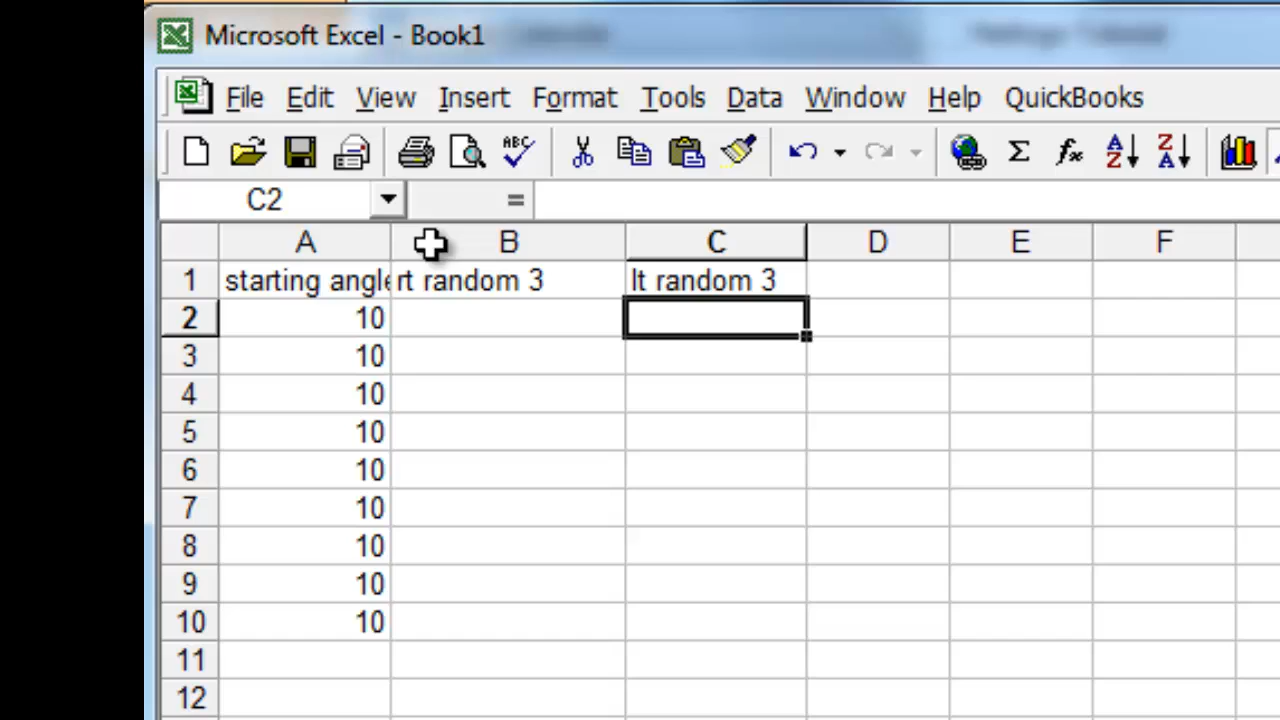 Microsoft Excel - Book1
File Edit View Insert Format Tools Data Window Help QuickBooks
ABC Σ fx A Z Z A
C2 =
A B C D E F
1 starting angle rt random 3 lt random 3
2 10
3 10
4 10
5 10
6 10
7 10
8 10
9 10
10 10
11
12